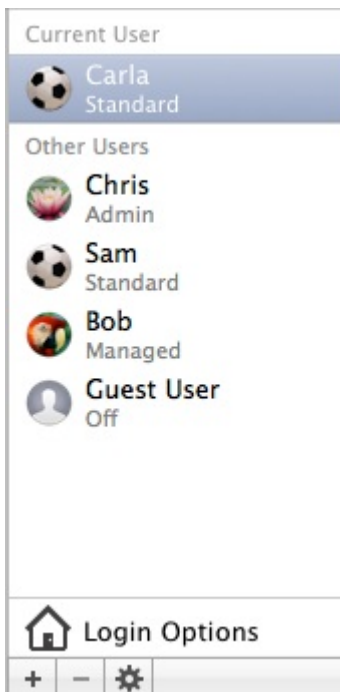 Current User
Carla
Standard
Other Users
Chris
Admin
Sam
Standard
Bob
Managed
Guest User
Off
Login Options
+ −